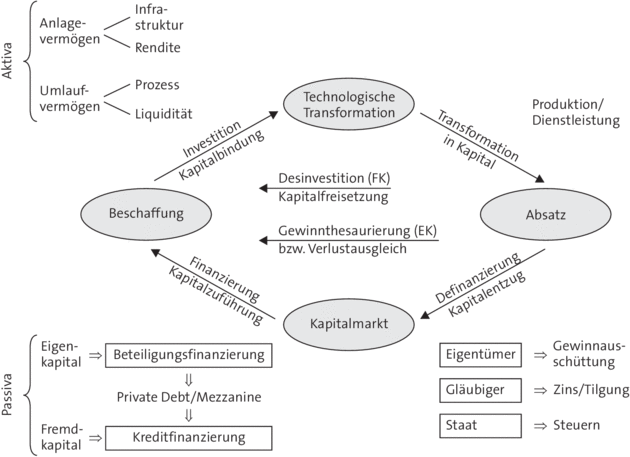 Aktiva
Anlage-
vermögen
Infra-
struktur
Rendite
Umlauf-
vermögen
Prozess
Liquidität
Technologische
Transformation
Produktion/
Dienstleistung
Investition
Kapitalbindung
Transformation
in Kapital
Desinvestition (FK)
Kapitalfreisetzung
Beschaffung
Absatz
Gewinnthesaurierung (EK)
bzw. Verlustausgleich
Finanzierung
Kapitalzuführung
Definanzierung
Kapitalentzug
Kapitalmarkt
Passiva
Eigen-
kapital ⇒ Beteiligungsfinanzierung
⇓
Private Debt/Mezzanine
⇓
Fremd-
kapital ⇒ Kreditfinanzierung
Eigentümer ⇒ Gewinnaus-
schüttung
Gläubiger ⇒ Zins/Tilgung
Staat ⇒ Steuern